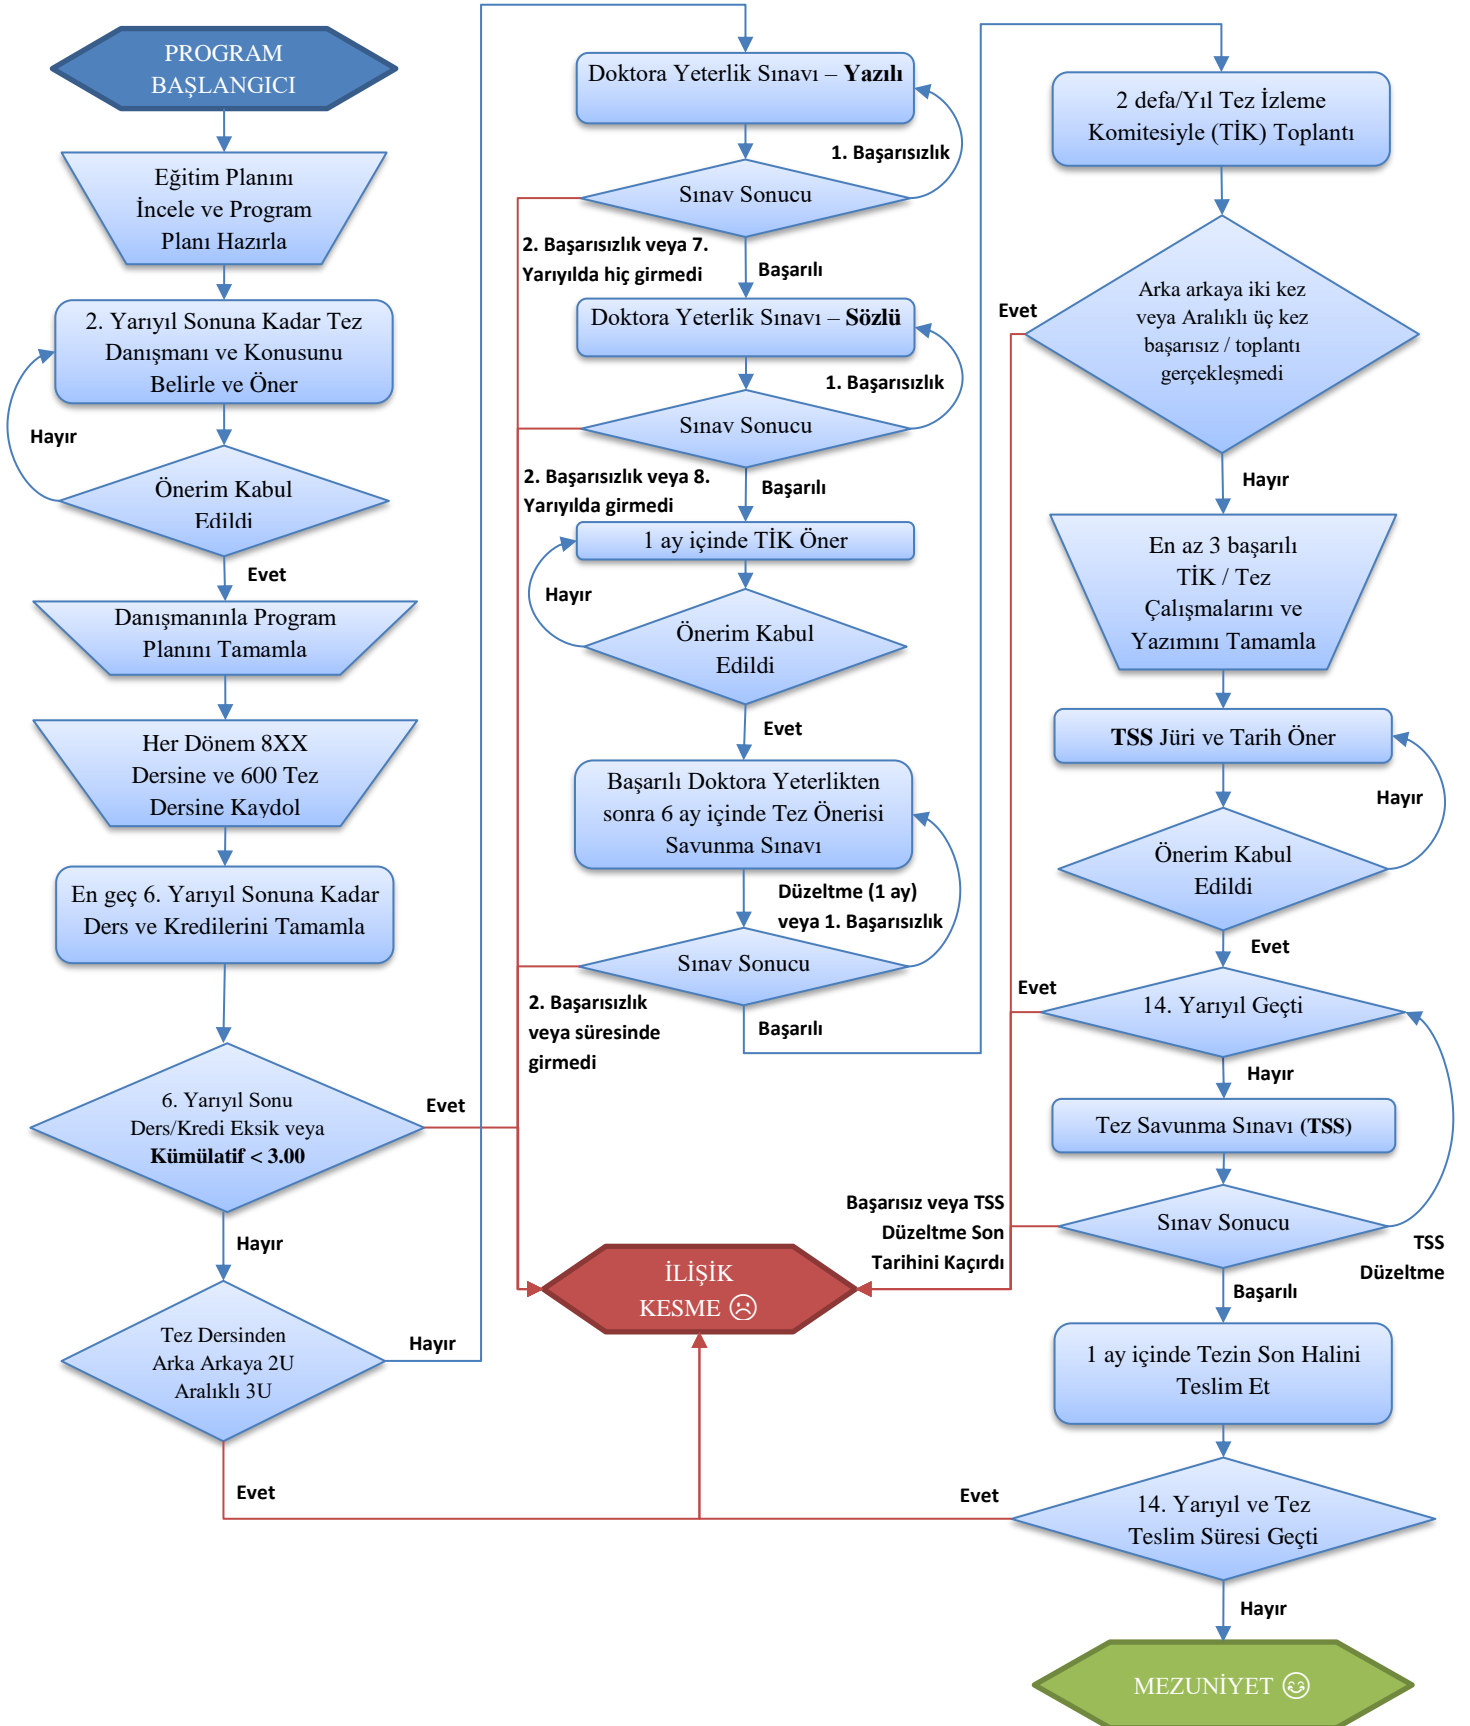 PROGRAM
BAŞLANGICI
Eğitim Planını
İncele ve Program
Planı Hazırla
2. Yarıyıl Sonuna Kadar Tez
Danışmanı ve Konusunu
Belirle ve Öner
Hayır
Önerim Kabul
Edildi
Evet
Danışmanınla Program
Planını Tamamla
Her Dönem 8XX
Dersine ve 600 Tez
Dersine Kaydol
En geç 6. Yarıyıl Sonuna Kadar
Ders ve Kredilerini Tamamla
6. Yarıyıl Sonu
Ders/Kredi Eksik veya
Kümülatif < 3.00
Evet
Hayır
Tez Dersinden
Arka Arkaya 2U
Aralıklı 3U
Hayır
Evet
Doktora Yeterlik Sınavı – Yazılı
1. Başarısızlık
Sınav Sonucu
2. Başarısızlık veya 7.
Yarıyılda hiç girmedi
Başarılı
Doktora Yeterlik Sınavı – Sözlü
1. Başarısızlık
Sınav Sonucu
2. Başarısızlık veya 8.
Yarıyılda girmedi
Başarılı
1 ay içinde TİK Öner
Hayır
Önerim Kabul
Edildi
Evet
Başarılı Doktora Yeterlikten
sonra 6 ay içinde Tez Önerisi
Savunma Sınavı
Düzeltme (1 ay)
veya 1. Başarısızlık
Sınav Sonucu
2. Başarısızlık
veya süresinde
girmedi
Başarılı
İLİŞİK
KESME ☹
2 defa/Yıl Tez İzleme
Komitesiyle (TİK) Toplantı
Evet
Arka arkaya iki kez
veya Aralıklı üç kez
başarısız / toplantı
gerçekleşmedi
Hayır
En az 3 başarılı
TİK / Tez
Çalışmalarını ve
Yazımını Tamamla
TSS Jüri ve Tarih Öner
Hayır
Önerim Kabul
Edildi
Evet
Evet
14. Yarıyıl Geçti
Hayır
Tez Savunma Sınavı (TSS)
Başarısız veya TSS
Düzeltme Son
Tarihini Kaçırdı
Sınav Sonucu
TSS
Düzeltme
Başarılı
1 ay içinde Tezin Son Halini
Teslim Et
Evet
14. Yarıyıl ve Tez
Teslim Süresi Geçti
Hayır
MEZUNİYET 😊